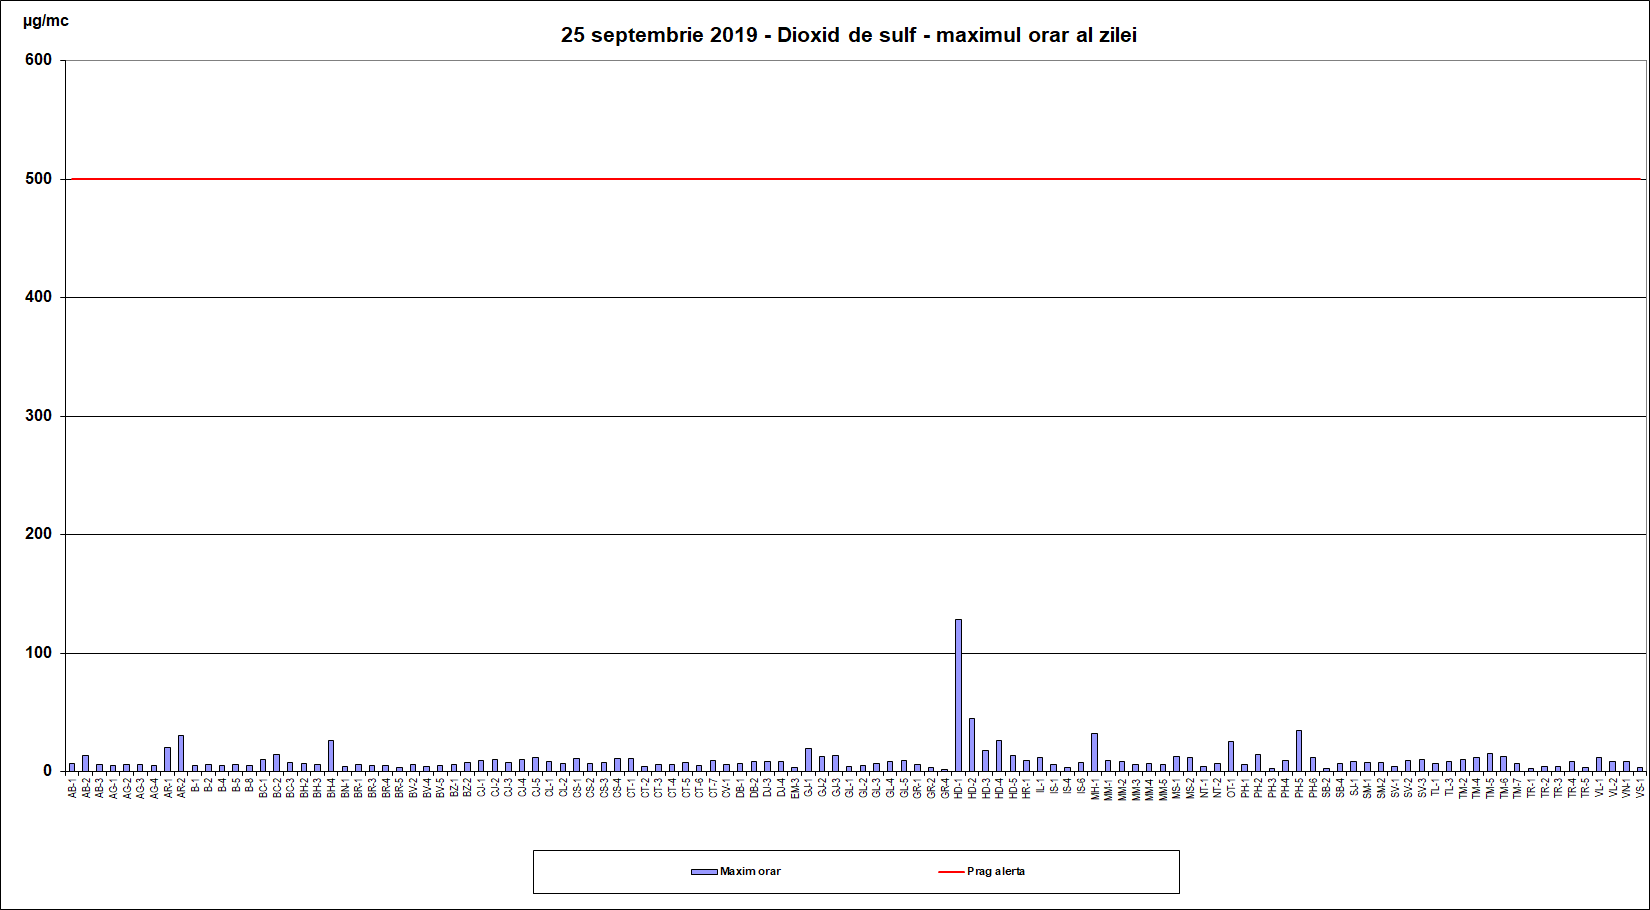 µg/mc
25 septembrie 2019 - Dioxid de sulf - maximul orar al zilei
600
500
400
300
200
100
0
AB-1 AB-2 AB-3 AG-1 AG-2 AG-3 AG-4 AR-1 AR-2 B-1 B-2 B-4 B-5 B-8 BC-1 BC-2 BC-3 BH-2 BH-3 BH-4 BN-1 BR-1 BR-3 BR-4 BR-5 BV-2 BV-4 BV-5 BZ-1 BZ-2 CJ-1 CJ-2 CJ-3 CJ-4 CJ-5 CL-1 CL-2 CS-1 CS-2 CS-3 CS-4 CT-1 CT-2 CT-3 CT-4 CT-5 CT-6 CT-7 CV-1 DB-1 DB-2 DJ-3 DJ-4 EM-3 GJ-1 GJ-2 GJ-3 GL-1 GL-2 GL-3 GL-4 GL-5 GR-1 GR-2 GR-4 HD-1 HD-2 HD-3 HD-4 HD-5 HR-1 IL-1 IS-1 IS-4 IS-6 MH-1 MM-1 MM-2 MM-3 MM-4 MM-5 MS-1 MS-2 NT-1 NT-2 OT-1 PH-1 PH-2 PH-3 PH-4 PH-5 PH-6 SB-2 SB-4 SJ-1 SM-1 SM-2 SV-1 SV-2 SV-3 TL-1 TL-3 TM-2 TM-4 TM-5 TM-6 TM-7 TR-1 TR-2 TR-3 TR-4 TR-5 VL-1 VL-2 VN-1 VS-1
Maxim orar
Prag alerta